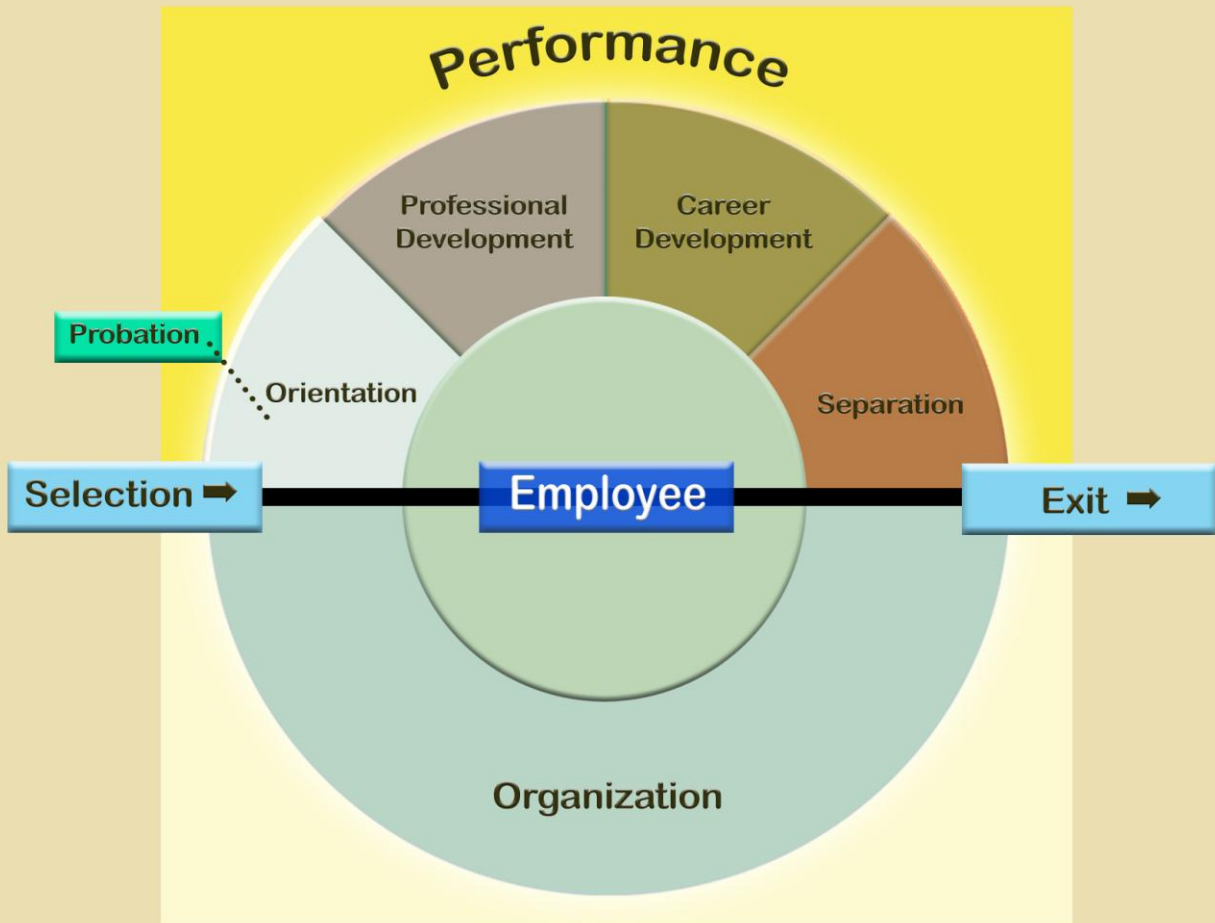 Performance
Professional
Development
Career
Development
Probation
Orientation
Separation
Selection ➡
Employee
Exit ➡
Organization